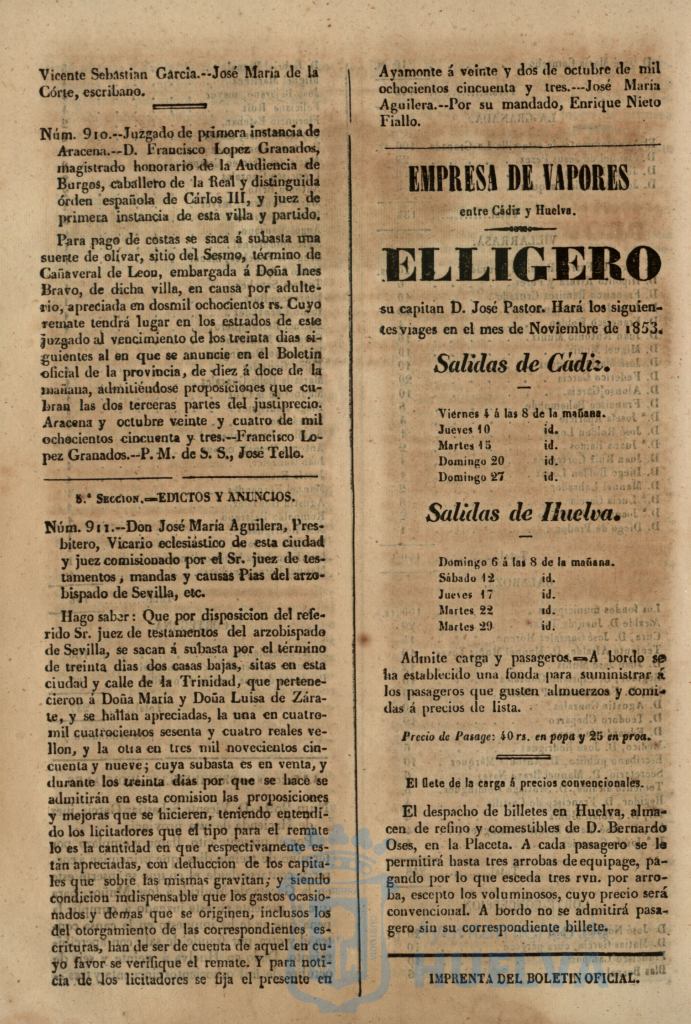 Vicente Sebastian Garcia.--José Maria de la
Córte, escribano.
Núm. 910.--Juzgado de primera instancia de
Aracena.--D. Francisco Lopez Granados,
magistrado honorario de la Audiencia de
Burgos, caballero de la Real y distinguida
órden española de Cárlos III, y juez de
primera instancia de esta villa y partido.
Para pago de costas se saca á subasta una
suerte de olivar, sitio del Sesmo, término de
Cañaveral de Leon, embargada á Doña Ines
Bravo, de dicha villa, en causa por adulte-
rio, apreciada en dosmil ochocientos rs. Cuyo
remate tendrá lugar en los estrados de este
juzgado al vencimiento de los treinta dias si-
guientes al en que se anuncie en el Boletin
oficial de la provincia, de diez á doce de la
mañana, admitiéndose proposiciones que cu-
bran las dos terceras partes del justiprecio.
Aracena y octubre veinte y cuatro de mil
ochocientos cincuenta y tres.--Francisco Lo-
pez Granados.--P. M. de S. S., José Tello.
5.ª SECCION.=EDICTOS Y ANUNCIOS.
Núm. 911.--Don José Maria Aguilera, Pres-
bitero, Vicario eclesiástico de esta ciudad
y juez comisionado por el Sr. juez de tes-
tamentos, mandas y causas Pias del arzo-
bispado de Sevilla, etc.
Hago saber: Que por disposicion del refe-
rido Sr. juez de testamentos del arzobispado
de Sevilla, se sacan á subasta por el término
de treinta dias dos casas bajas, sitas en esta
ciudad y calle de la Trinidad, que pertene-
cieron á Doña Maria y Doña Luisa de Zára-
te, y se hallan apreciadas, la una en cuatro-
mil cuatrocientos sesenta y cuatro reales ve-
llon, y la otra en tres mil novecientos cin-
cuenta y nueve; cuya subasta es en venta, y
durante los treinta dias por que se hace se
admitirán en esta comision las proposiciones
y mejoras que se hicieren, teniendo entendi-
do los licitadores que el tipo para el remate
lo es la cantidad en que respectivamente es-
tán apreciadas, con deduccion de los capita-
les que sobre las mismas gravitan; y siendo
condicion indispensable que los gastos ocasio-
nados y demas que se originen, inclusos los
del otorgamiento de las correspondientes es-
crituras, han de ser de cuenta de aquel en cu-
yo favor se verifique el remate. Y para noti-
cia de los licitadores se fija el presente en
Ayamonte á veinte y dos de octubre de mil
ochocientos cincuenta y tres.---José Maria
Aguilera.--Por su mandado, Enrique Nieto
Fiallo.
EMPRESA DE VAPORES
entre Cádiz y Huelva.
EL LIGERO
su capitan D. José Pastor. Hará los siguien-
tes viages en el mes de Noviembre de 1853.
Salidas de Cádiz.
Viernes 4 á las 8 de la mañana.
Jueves 10 id.
Martes 15 id.
Domingo 20 id.
Domingo 27 id.
Salidas de Huelva.
Domingo 6 á las 8 de la mañana.
Sábado 12 id.
Jueves 17 id.
Martes 22 id.
Martes 29 id.
Admite carga y pasageros.=A bordo se
ha establecido una fonda para suministrar á
los pasageros que gusten almuerzos y comi-
das á precios de lista.
Precio de Pasage: 40 rs. en popa y 25 en proa.
El flete de la carga á precios convencionales.
El despacho de billetes en Huelva, alma-
cen de refino y comestibles de D. Bernardo
Oses, en la Placeta. A cada pasagero se le
permitirá hasta tres arrobas de equipage, pa-
gando por lo que esceda tres rvn. por arro-
ba, escepto los voluminosos, cuyo precio será
convencional. A bordo no se admitirá pasa-
gero sin su correspondiente billete.
IMPRENTA DEL BOLETIN OFICIAL.
HUELVA